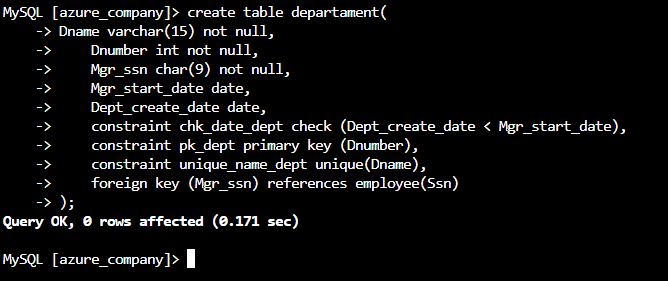 MySQL [azure_company]> create table departament(
    -> Dname varchar(15) not null,
    ->     Dnumber int not null,
    ->     Mgr_ssn char(9) not null,
    ->     Mgr_start_date date,
    ->     Dept_create_date date,
    ->     constraint chk_date_dept check (Dept_create_date < Mgr_start_date),
    ->     constraint pk_dept primary key (Dnumber),
    ->     constraint unique_name_dept unique(Dname),
    ->     foreign key (Mgr_ssn) references employee(Ssn)
    -> );
Query OK, 0 rows affected (0.171 sec)
MySQL [azure_company]>